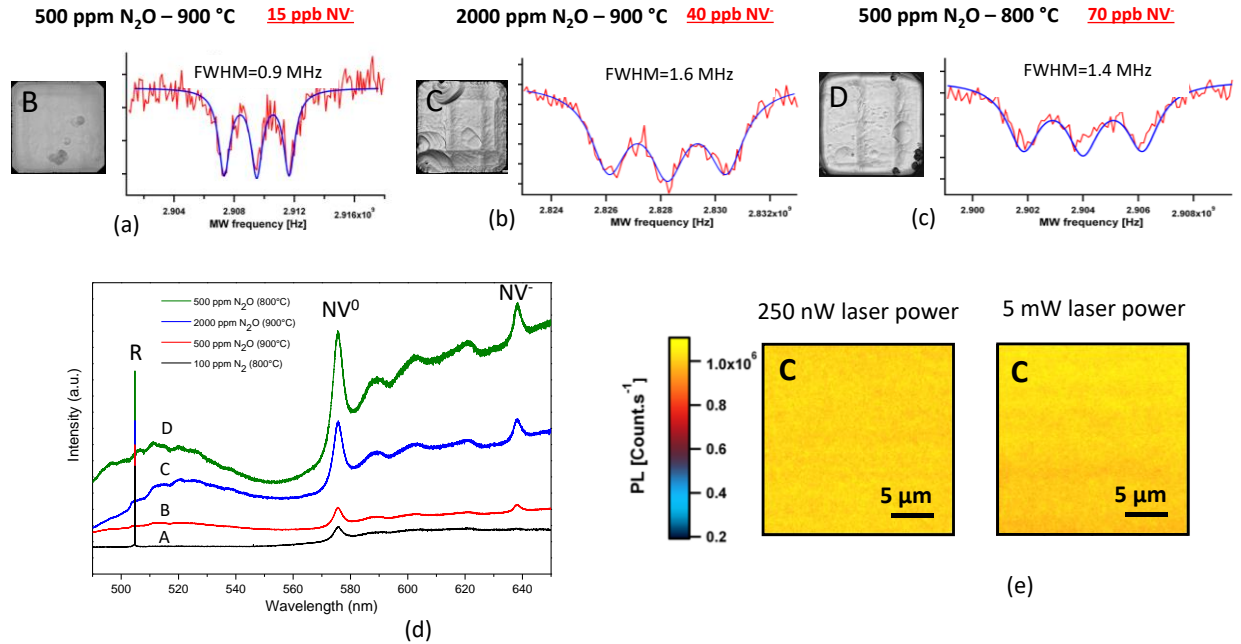 500 ppm N₂O – 900 °C 15 ppb NV⁻
2000 ppm N₂O – 900 °C 40 ppb NV⁻
500 ppm N₂O – 800 °C 70 ppb NV⁻
B
FWHM=0.9 MHz
2.904 2.908 2.912 2.916x10⁹
MW frequency [Hz]
(a)
C
FWHM=1.6 MHz
2.824 2.826 2.828 2.830 2.832x10⁹
MW frequency [Hz]
(b)
D
FWHM=1.4 MHz
2.900 2.902 2.904 2.906 2.908x10⁹
MW frequency [Hz]
(c)
500 ppm N₂O (800°C)
2000 ppm N₂O (900°C)
500 ppm N₂O (900°C)
100 ppm N₂ (800°C)
R
NV⁰
NV⁻
D
C
B
A
Intensity (a.u.)
500 520 540 560 580 600 620 640
Wavelength (nm)
(d)
250 nW laser power
5 mW laser power
PL [Count.s⁻¹]
1.0x10⁶
0.8
0.6
0.4
0.2
C
5 µm
C
5 µm
(e)